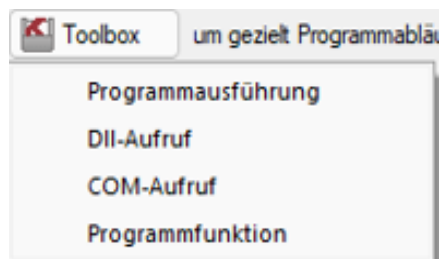 Toolbox um gezielt Programmabläu
Programmausführung
Dll-Aufruf
COM-Aufruf
Programmfunktion